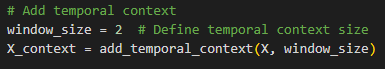 # Add temporal context
window_size = 2  # Define temporal context size
X_context = add_temporal_context(X, window_size)